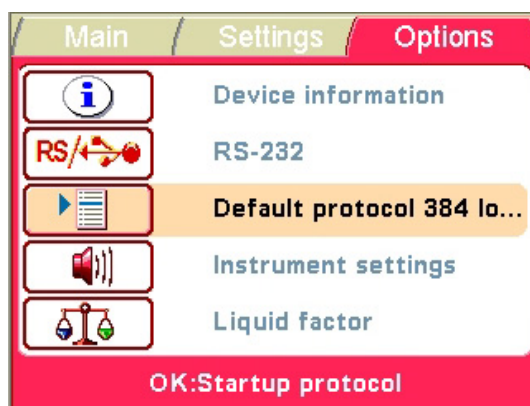 Main
Settings
Options
Device information
RS/
RS-232
Default protocol 384 lo...
Instrument settings
Liquid factor
OK:Startup protocol